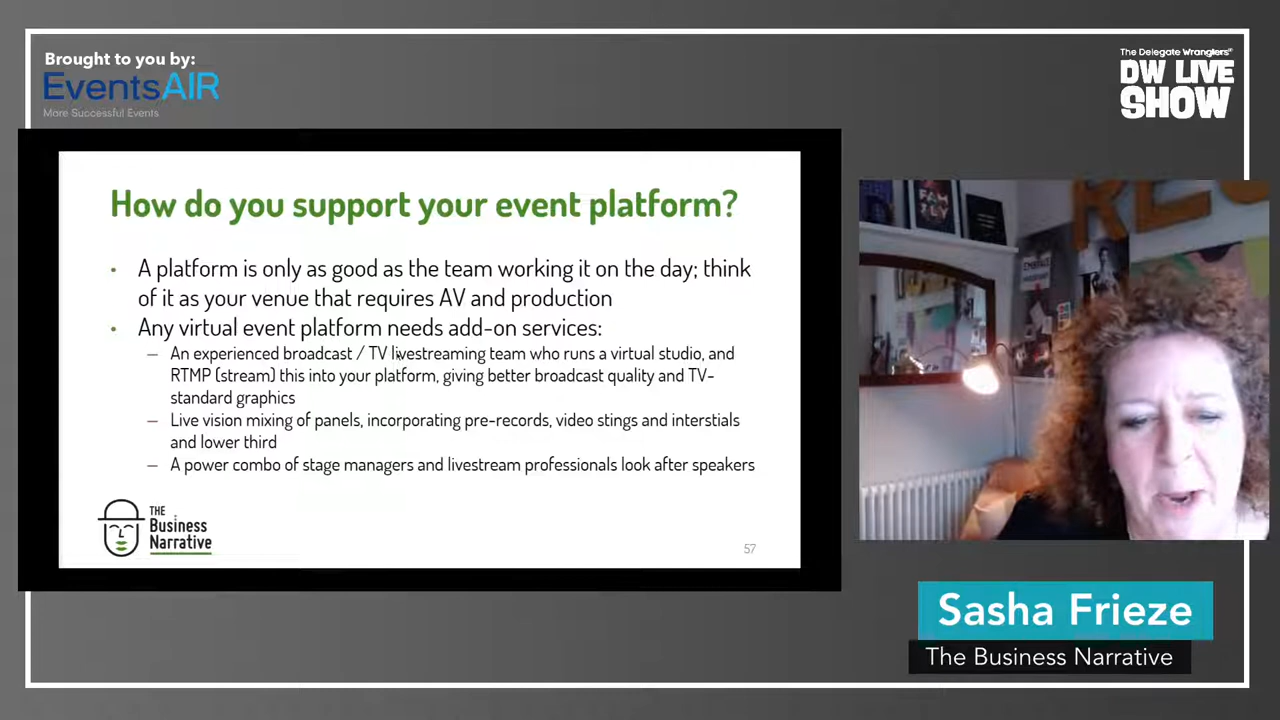 Brought to you by:
EventsAIR
More Successful Events
The Delegate Wranglers®
DW LIVE
SHOW
How do you support your event platform?
• A platform is only as good as the team working it on the day; think
of it as your venue that requires AV and production
• Any virtual event platform needs add-on services:
– An experienced broadcast / TV livestreaming team who runs a virtual studio, and
RTMP (stream) this into your platform, giving better broadcast quality and TV-
standard graphics
– Live vision mixing of panels, incorporating pre-records, video stings and interstials
and lower third
– A power combo of stage managers and livestream professionals look after speakers
THE
Business
Narrative
57
FAMILY
EMBRACE
REC
Sasha Frieze
The Business Narrative